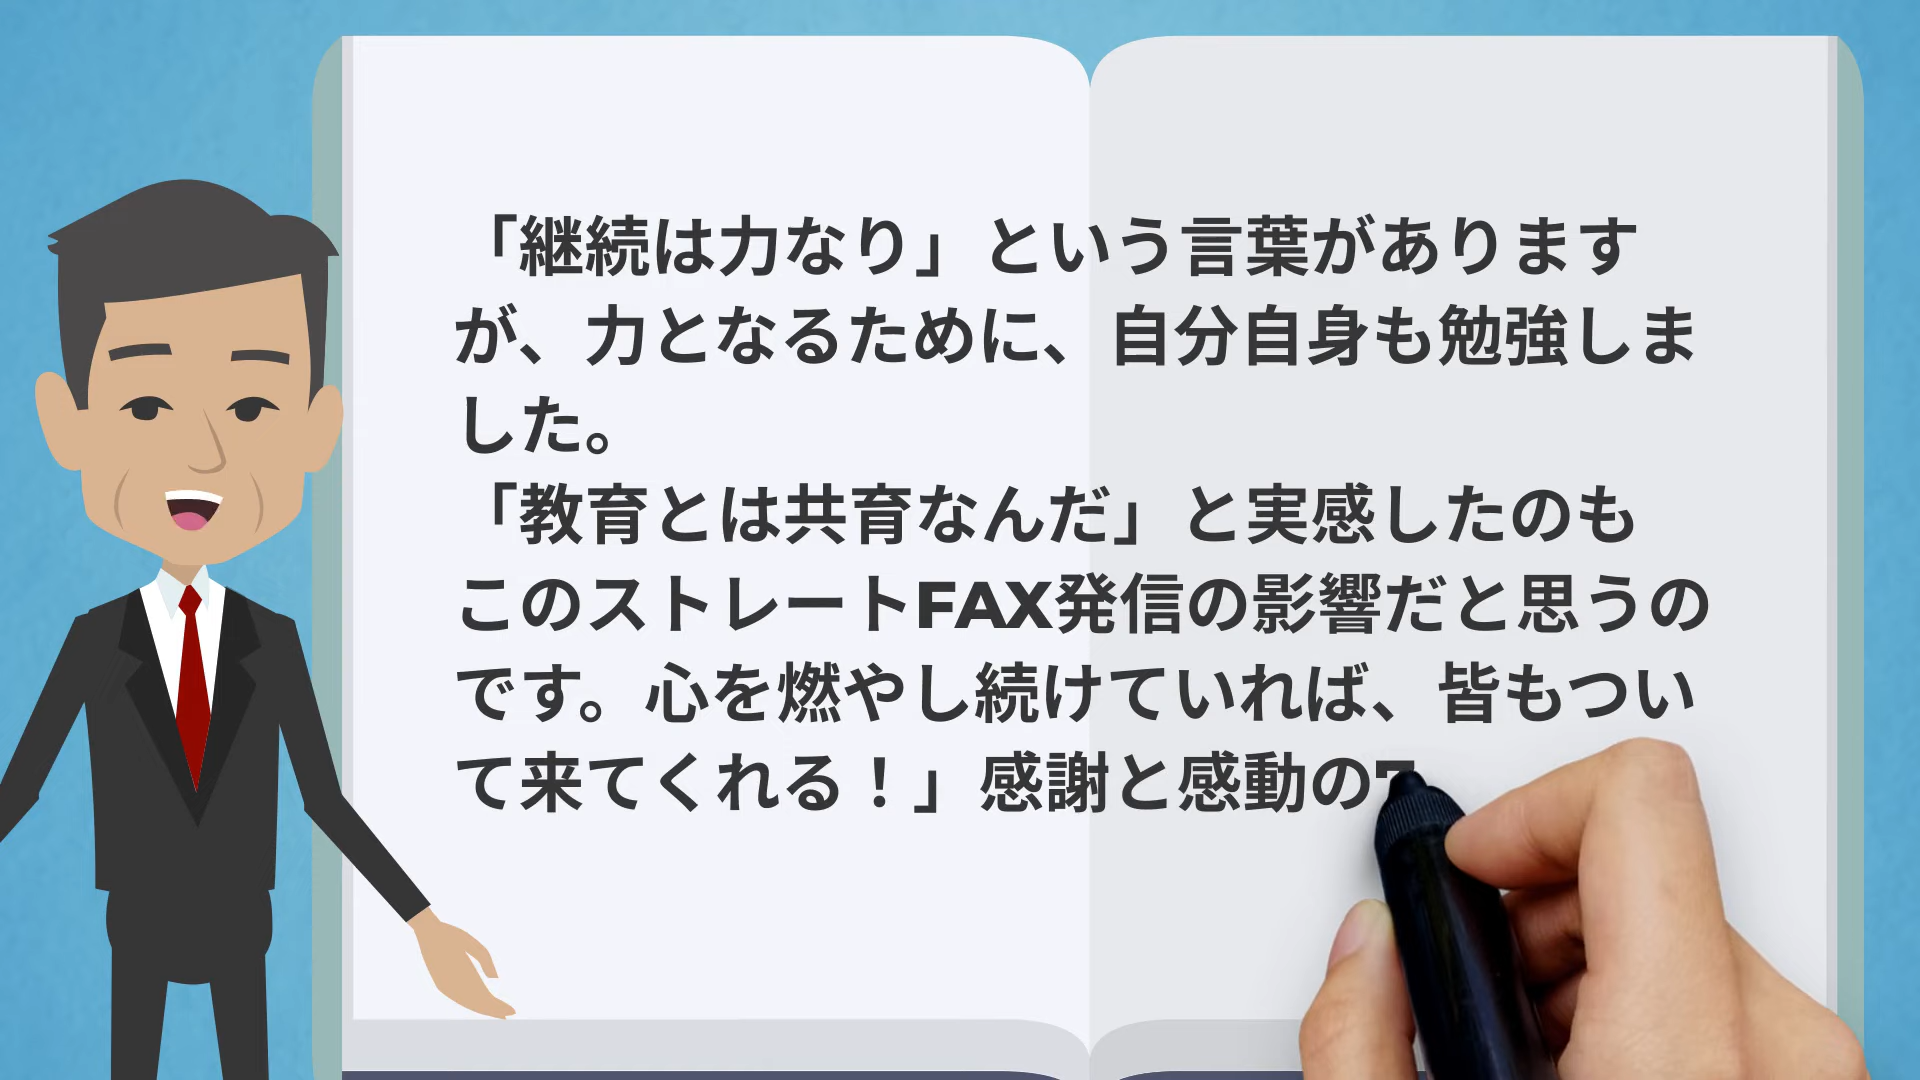 「継続は力なり」という言葉があります
が、力となるために、自分自身も勉強しま
した。
「教育とは共育なんだ」と実感したのも
このストレートFAX発信の影響だと思うの
です。心を燃やし続けていれば、皆もつい
て来てくれる！」感謝と感動の